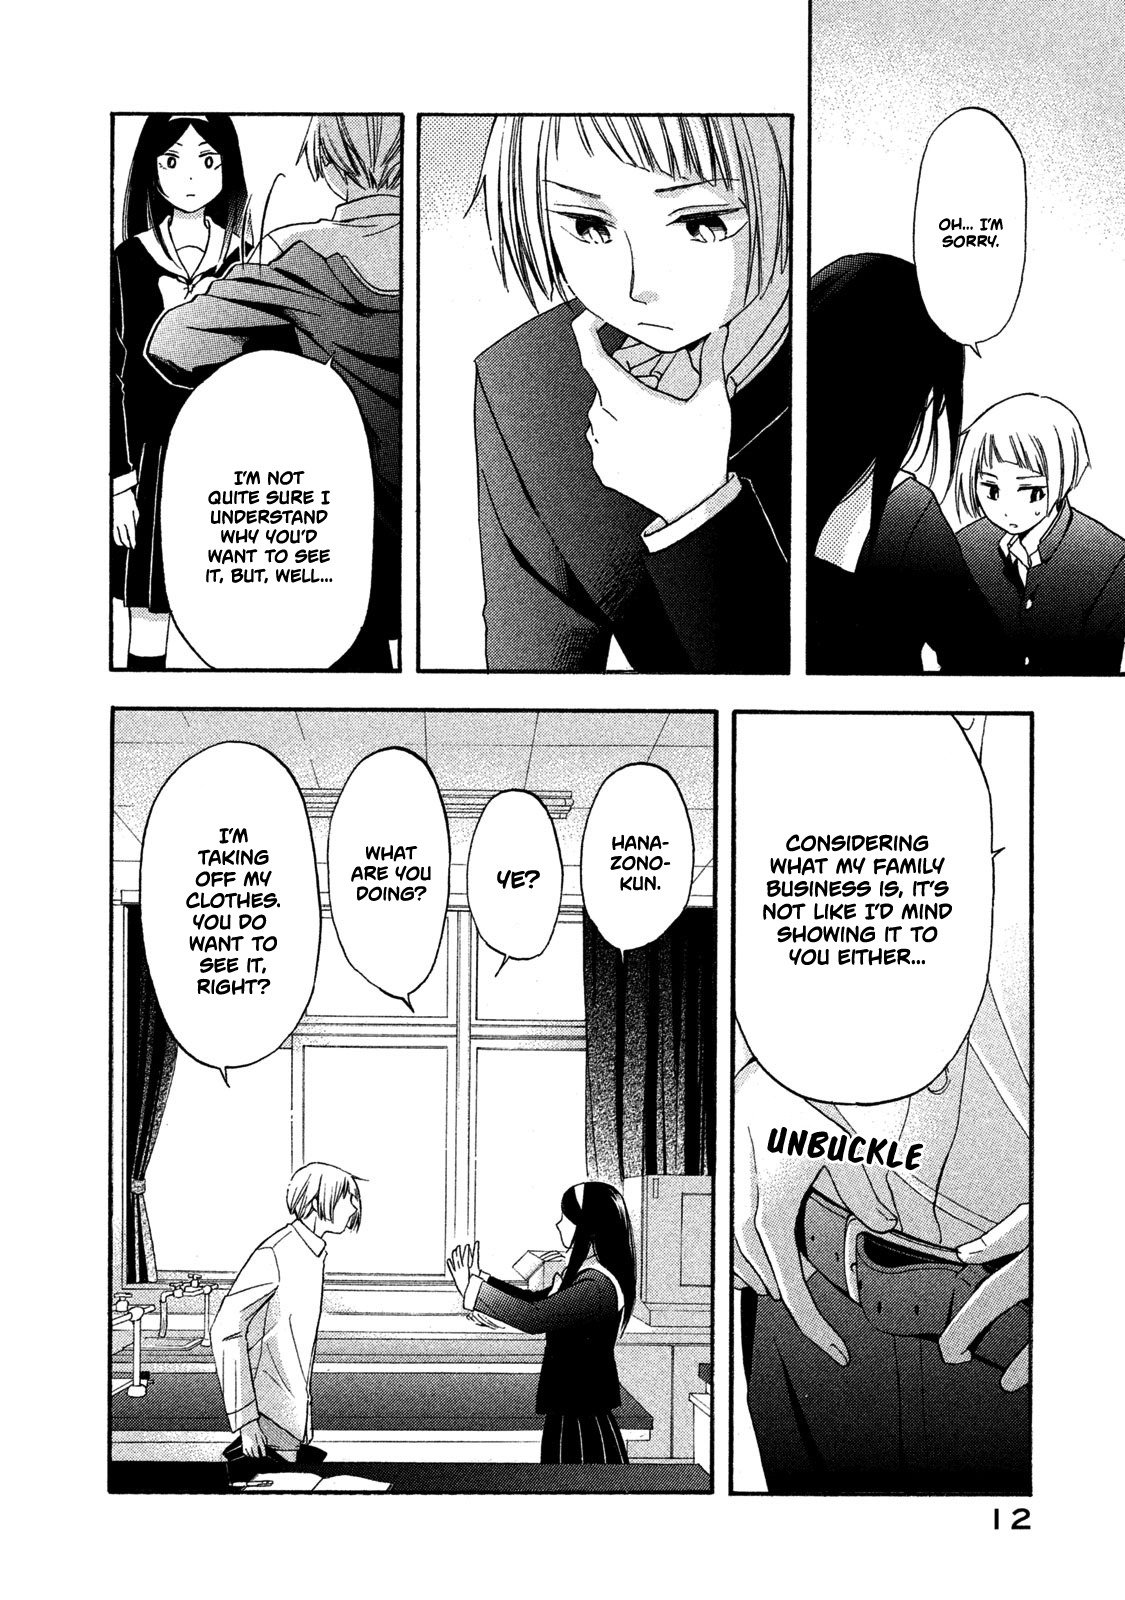 OH... I'M
SORRY.
I'M NOT
QUITE SURE I
UNDERSTAND
WHY YOU'D
WANT TO SEE
IT, BUT, WELL...
CONSIDERING
WHAT MY FAMILY
BUSINESS IS, IT'S
NOT LIKE I'D MIND
SHOWING IT TO
YOU EITHER...
UNBUCKLE
HANA-
ZONO-
KUN.
YE?
WHAT
ARE YOU
DOING?
I'M
TAKING
OFF MY
CLOTHES.
YOU DO
WANT TO
SEE IT,
RIGHT?
12